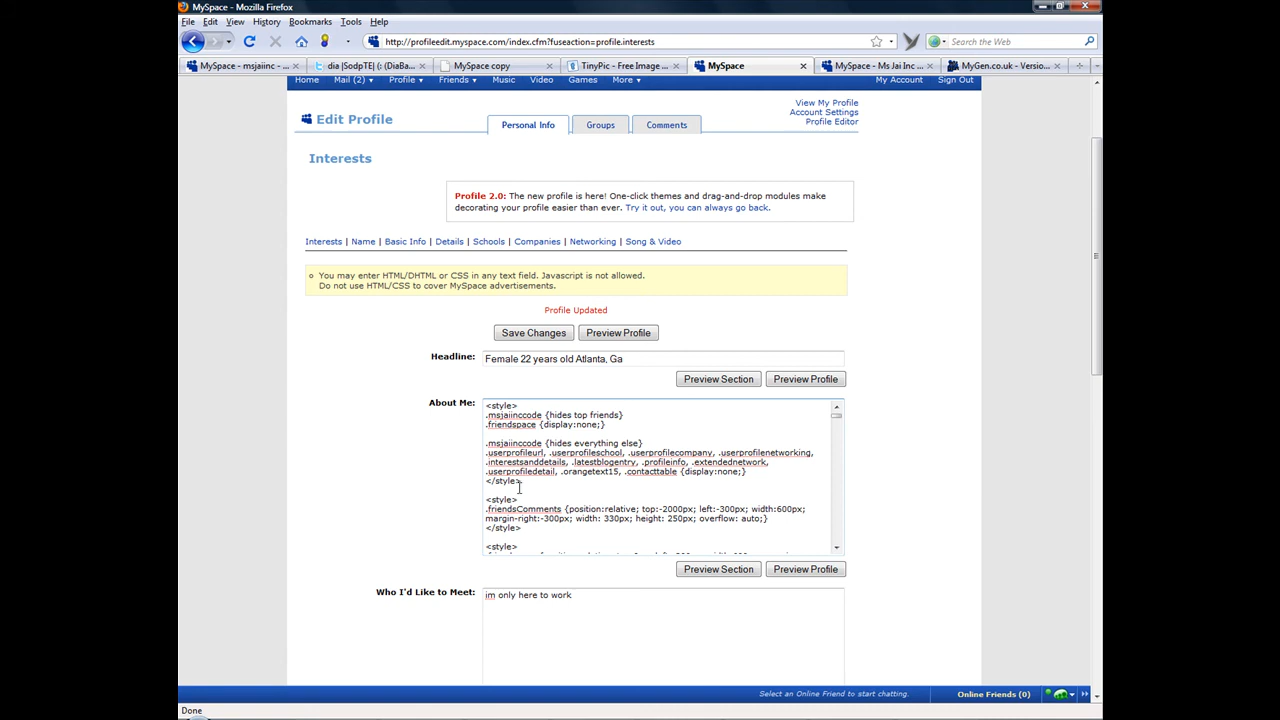 MySpace - Mozilla Firefox
File Edit View History Bookmarks Tools Help
http://profileedit.myspace.com/index.cfm?fuseaction=profile.interests
Search the Web
MySpace - msjaiinc - ...
dia |SodpTE| (: (DiaBa...
MySpace copy
TinyPic - Free Image ...
MySpace
MySpace - Ms Jai Inc ...
MyGen.co.uk - Versio...
Home Mail (2) Profile Friends Music Video Games More My Account Sign Out
View My Profile
Account Settings
Profile Editor
Edit Profile
Personal Info Groups Comments
Interests
Profile 2.0: The new profile is here! One-click themes and drag-and-drop modules make
decorating your profile easier than ever. Try it out, you can always go back.
Interests | Name | Basic Info | Details | Schools | Companies | Networking | Song & Video
You may enter HTML/DHTML or CSS in any text field. Javascript is not allowed.
Do not use HTML/CSS to cover MySpace advertisements.
Profile Updated
Save Changes Preview Profile
Headline: Female 22 years old Atlanta, Ga
Preview Section Preview Profile
About Me:
<style>
.msjaiinccode {hides top friends}
.friendspace {display:none;}
.msjaiinccode {hides everything else}
.userprofileurl, .userprofileschool, .userprofilecompany, .userprofilenetworking,
.interestsanddetails, .latestblogentry, .profileinfo, .extendednetwork,
.userprofiledetail, .orangetext15, .contacttable {display:none;}
</style>
<style>
.friendsComments {position:relative; top:-2000px; left:-300px; width:600px;
margin-right:-300px; width: 330px; height: 250px; overflow: auto;}
</style>
<style>
Preview Section Preview Profile
Who I'd Like to Meet: im only here to work
Select an Online Friend to start chatting. Online Friends (0)
Done